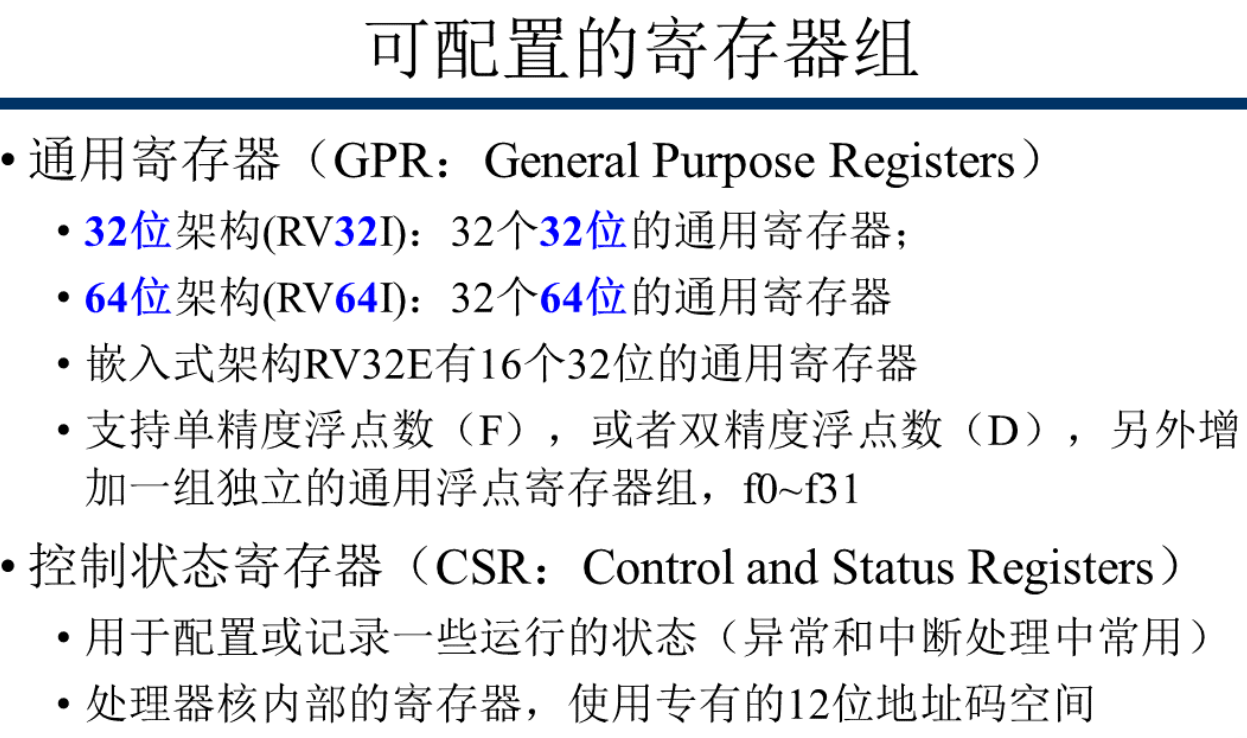 可配置的寄存器组
• 通用寄存器（GPR：General Purpose Registers）
• 32位架构(RV32I)：32个32位的通用寄存器；
• 64位架构(RV64I)：32个64位的通用寄存器
• 嵌入式架构RV32E有16个32位的通用寄存器
• 支持单精度浮点数（F），或者双精度浮点数（D），另外增
加一组独立的通用浮点寄存器组，f0~f31
• 控制状态寄存器（CSR：Control and Status Registers）
• 用于配置或记录一些运行的状态（异常和中断处理中常用）
• 处理器核内部的寄存器，使用专有的12位地址码空间